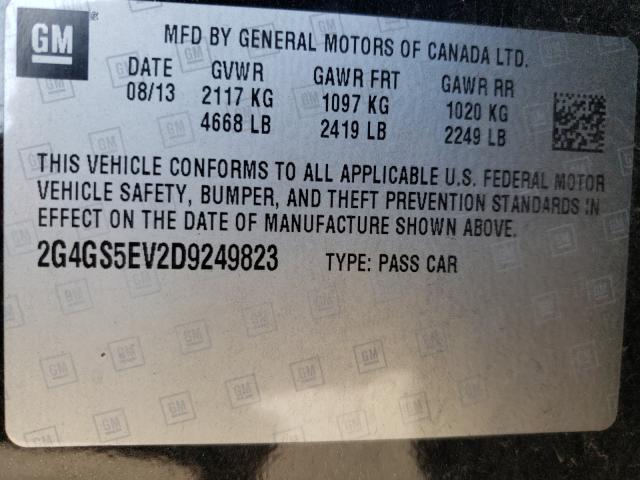 GM
MFD BY GENERAL MOTORS OF CANADA LTD.
DATE GVWR GAWR FRT GAWR RR
08/13 2117 KG 1097 KG 1020 KG
4668 LB 2419 LB 2249 LB
THIS VEHICLE CONFORMS TO ALL APPLICABLE U.S. FEDERAL MOTOR
VEHICLE SAFETY, BUMPER, AND THEFT PREVENTION STANDARDS IN
EFFECT ON THE DATE OF MANUFACTURE SHOWN ABOVE.
2G4GS5EV2D9249823 TYPE: PASS CAR